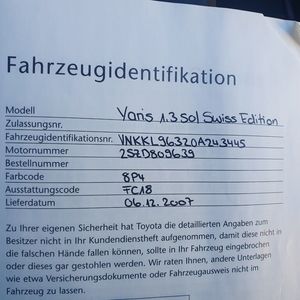 Fahrzeugidentifikation
Modell Yaris 1.3 Sol Swiss Edition
Zulassungsnr.
Fahrzeugidentifikationsnr. VNKKL96320A243445
Motornummer 2SZD809639
Bestellnummer
Farbcode 8P4
Ausstattungscode FC18
Lieferdatum 06.12.2007
Zu Ihrer eigenen Sicherheit hat Toyota die detaillierten Angaben zum
Besitzer nicht in Ihr Kundendienstheft aufgenommen, damit diese nicht in
die falschen Hände fallen können, sollte in Ihr Fahrzeug eingebrochen
oder dieses gar gestohlen werden. Wir raten Ihnen, andere Unterlagen
wie etwa Versicherungsdokumente oder Fahrzeugausweis nicht im
Fahrzeug zu lassen.